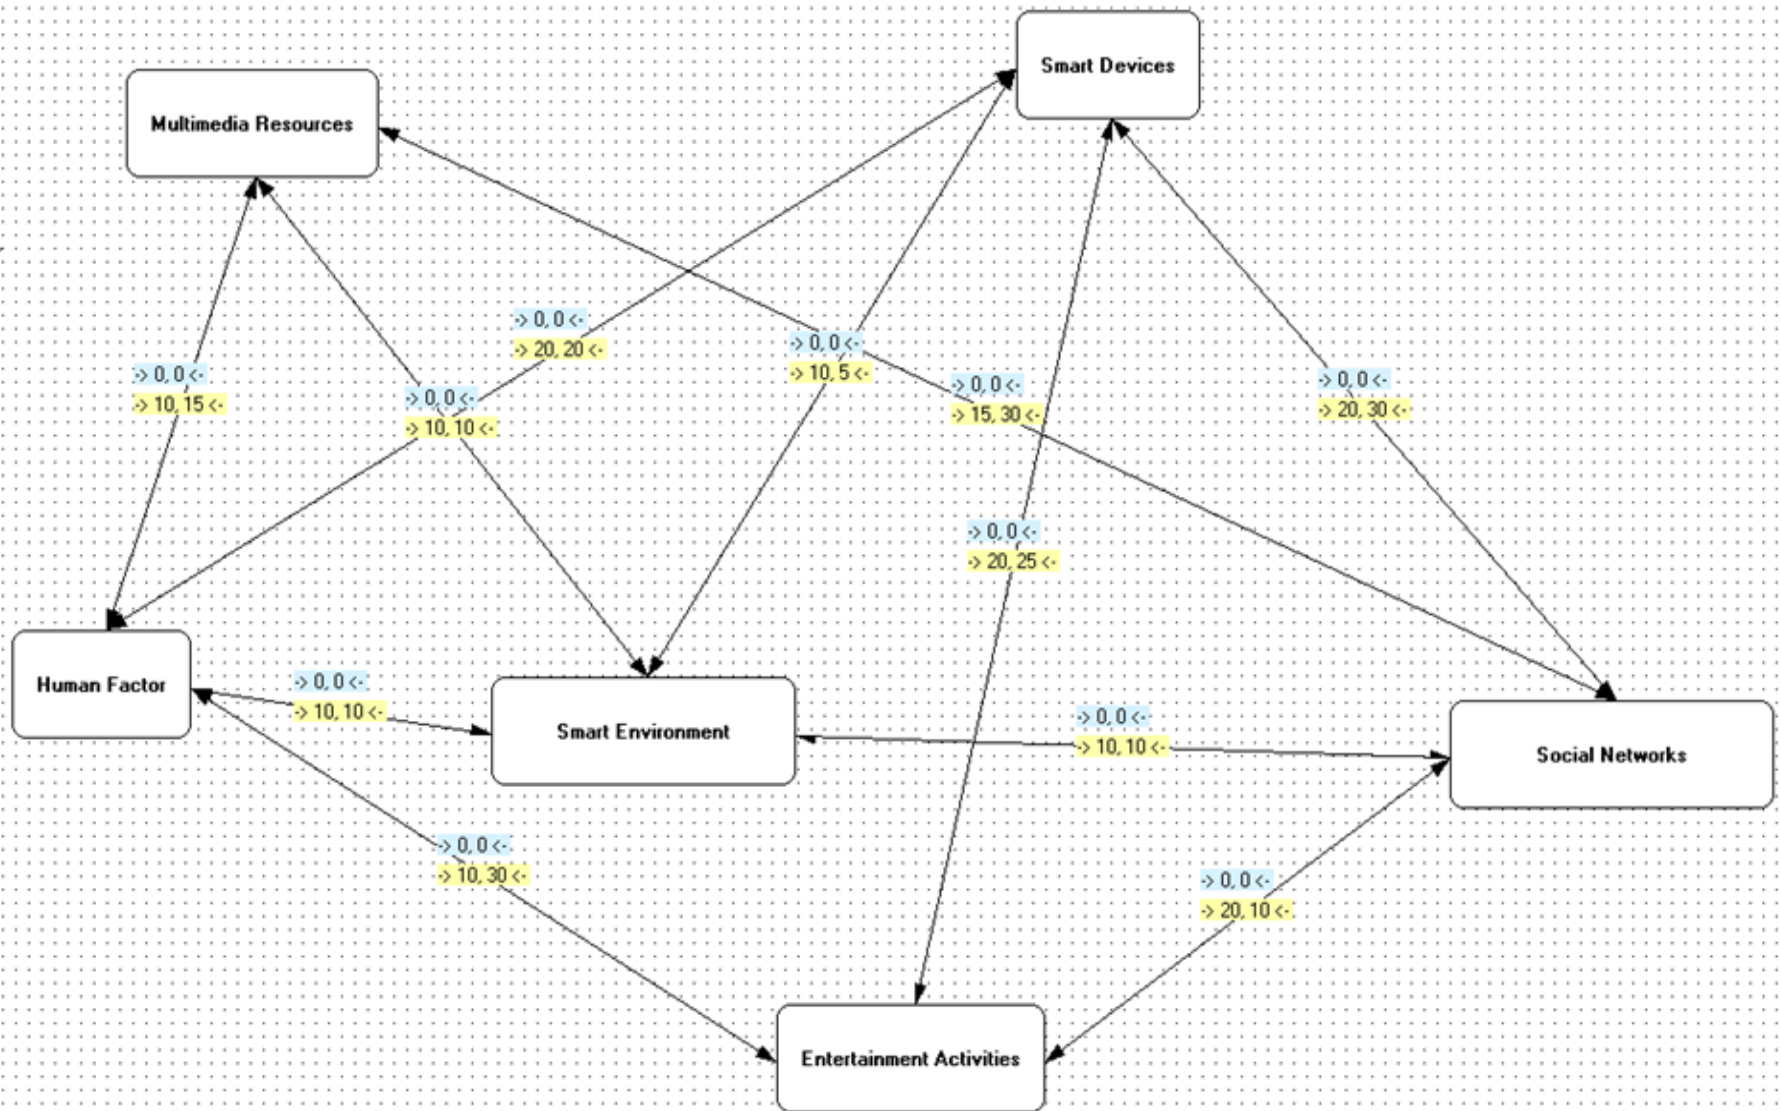 Smart Devices
Multimedia Resources
-> 0, 0 <-
-> 20, 20 <-
-> 0, 0 <-
-> 10, 5 <-
-> 0, 0 <-
-> 10, 15 <-
-> 0, 0 <-
-> 10, 10 <-
-> 0, 0 <-
-> 15, 30 <-
-> 0, 0 <-
-> 20, 30 <-
-> 0, 0 <-
-> 20, 25 <-
Human Factor
-> 0, 0 <-
-> 10, 10 <-
Smart Environment
-> 0, 0 <-
-> 10, 10 <-
Social Networks
-> 0, 0 <-
-> 10, 30 <-
-> 0, 0 <-
-> 20, 10 <-
Entertainment Activities